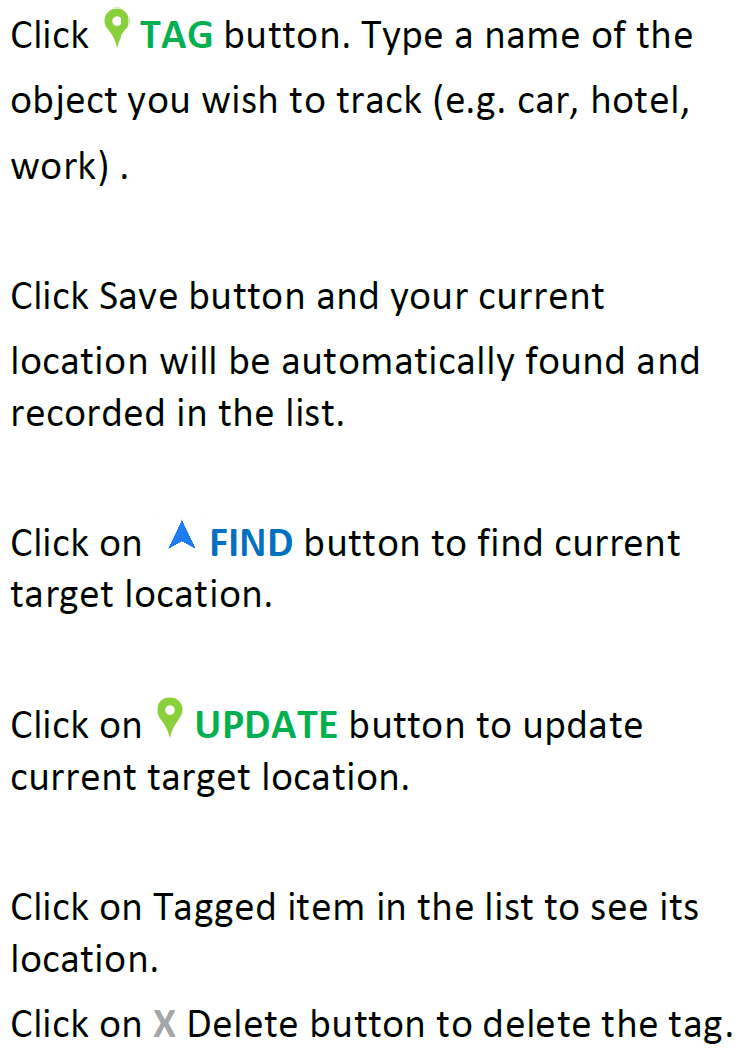 Click TAG button. Type a name of the
object you wish to track (e.g. car, hotel,
work) .
Click Save button and your current
location will be automatically found and
recorded in the list.
Click on FIND button to find current
target location.
Click on UPDATE button to update
current target location.
Click on Tagged item in the list to see its
location.
Click on X Delete button to delete the tag.